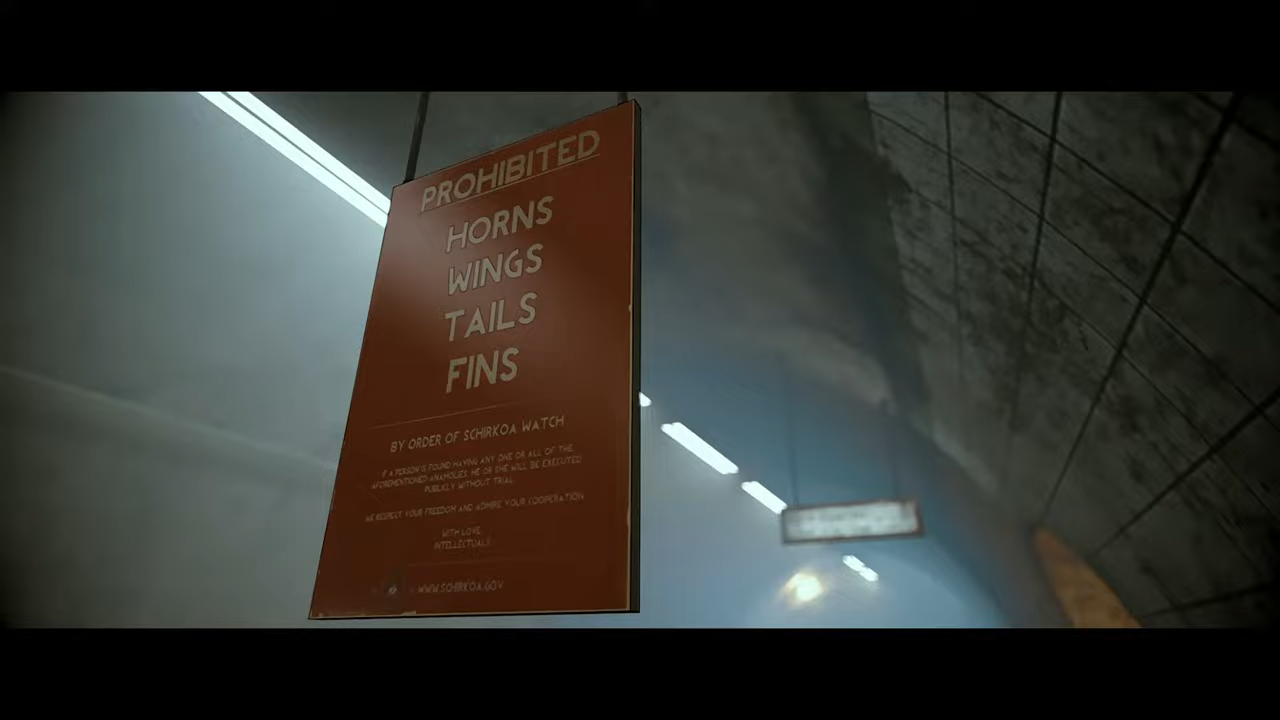 PROHIBITED
HORNS
WINGS
TAILS
FINS
BY ORDER OF SCHIRKOA WATCH
IF A PERSON IS FOUND HAVING ANY ONE OR ALL OF THE
AFOREMENTIONED ANAMOLIES, HE OR SHE WILL BE EXECUTED
PUBLIKLY WITHOUT TRIAL
WE RESPECT YOUR FREEDOM AND ADMIRE YOUR COOPERATION
WITH LOVE,
INTELLECTUALS
WWW.SCHIRKOA.GOV